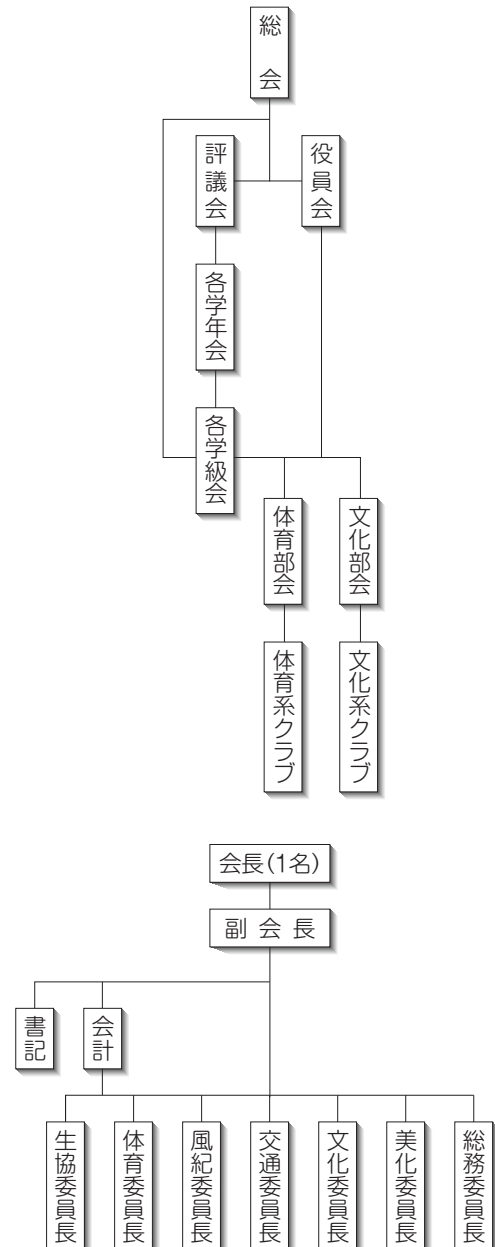 総会
評議会
役員会
各学年会
各学級会
体育部会
文化部会
体育系クラブ
文化系クラブ
会長(1名)
副会長
書記
会計
生協委員長
体育委員長
風紀委員長
交通委員長
文化委員長
美化委員長
総務委員長